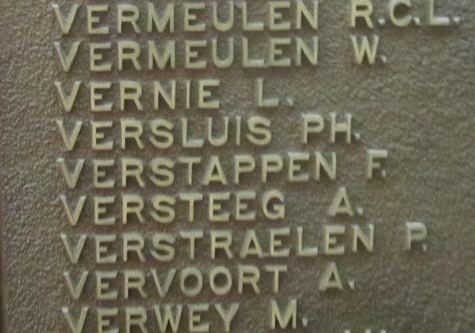 VERMEULEN R.C.L.
VERMEULEN W.
VERNIE L.
VERSLUIS PH.
VERSTAPPEN F.
VERSTEEG A.
VERSTRAELEN P.
VERVOORT A.
VERWEY M.